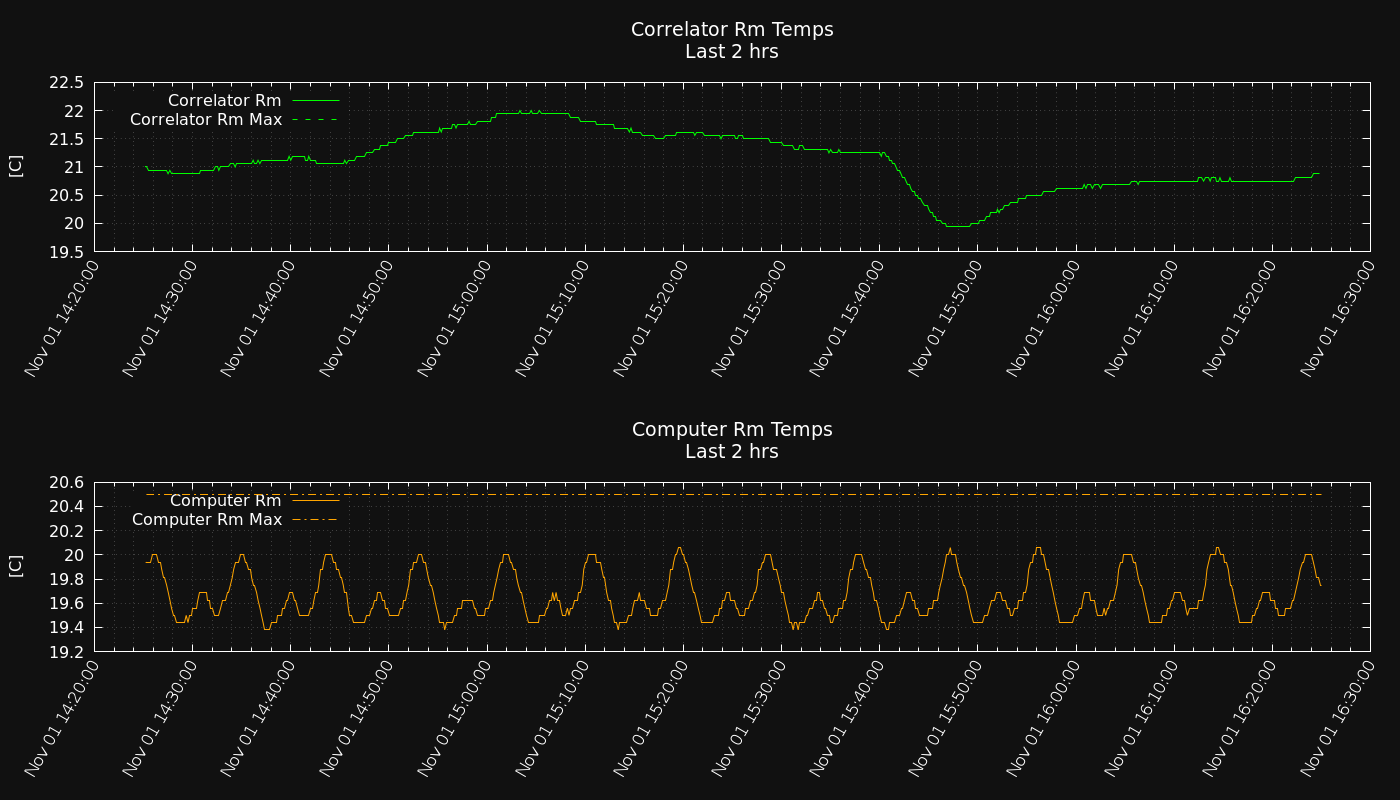 Correlator Rm Temps
Last 2 hrs
22.5
22
21.5
21
20.5
20
19.5
[C]
Correlator Rm
Correlator Rm Max
Nov 01 14:20:00
Nov 01 14:30:00
Nov 01 14:40:00
Nov 01 14:50:00
Nov 01 15:00:00
Nov 01 15:10:00
Nov 01 15:20:00
Nov 01 15:30:00
Nov 01 15:40:00
Nov 01 15:50:00
Nov 01 16:00:00
Nov 01 16:10:00
Nov 01 16:20:00
Nov 01 16:30:00
Computer Rm Temps
Last 2 hrs
20.6
20.4
20.2
20
19.8
19.6
19.4
19.2
[C]
Computer Rm
Computer Rm Max
Nov 01 14:20:00
Nov 01 14:30:00
Nov 01 14:40:00
Nov 01 14:50:00
Nov 01 15:00:00
Nov 01 15:10:00
Nov 01 15:20:00
Nov 01 15:30:00
Nov 01 15:40:00
Nov 01 15:50:00
Nov 01 16:00:00
Nov 01 16:10:00
Nov 01 16:20:00
Nov 01 16:30:00